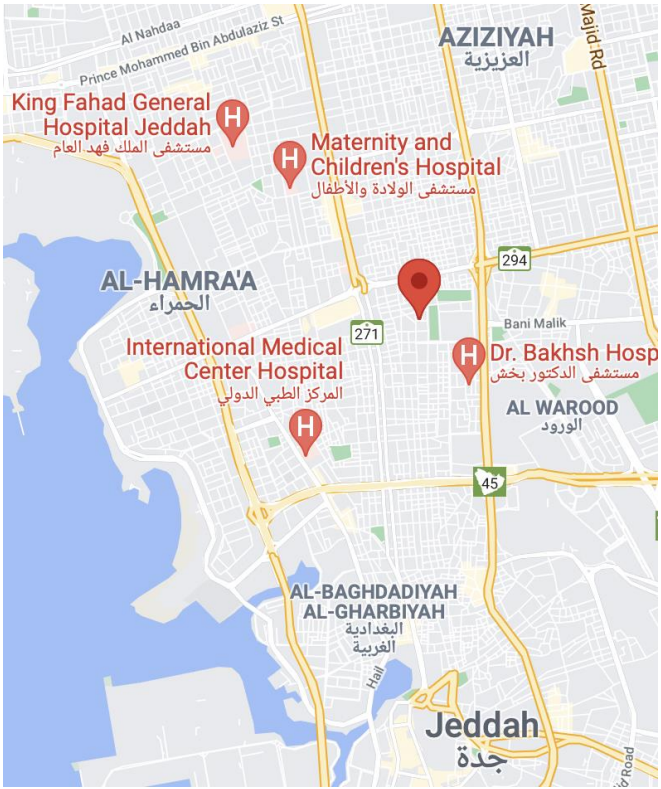 Al Nahdaa
Prince Mohammed Bin Abdulaziz St
AZIZIYAH
العزيزية
Majid Rd
King Fahad General
Hospital Jeddah
مستشفى الملك فهد العام
H
H
Maternity and
Children's Hospital
مستشفى الولادة والأطفال
294
AL-HAMRA'A
الحمراء
271
Bani Malik
International Medical
Center Hospital
المركز الطبي الدولي
H
H
Dr. Bakhsh Hosp
مستشفى الدكتور بخش
AL WAROOD
الورود
45
AL-BAGHDADIYAH
AL-GHARBIYAH
البغدادية
الغربية
Hail
Jeddah
جدة
Road